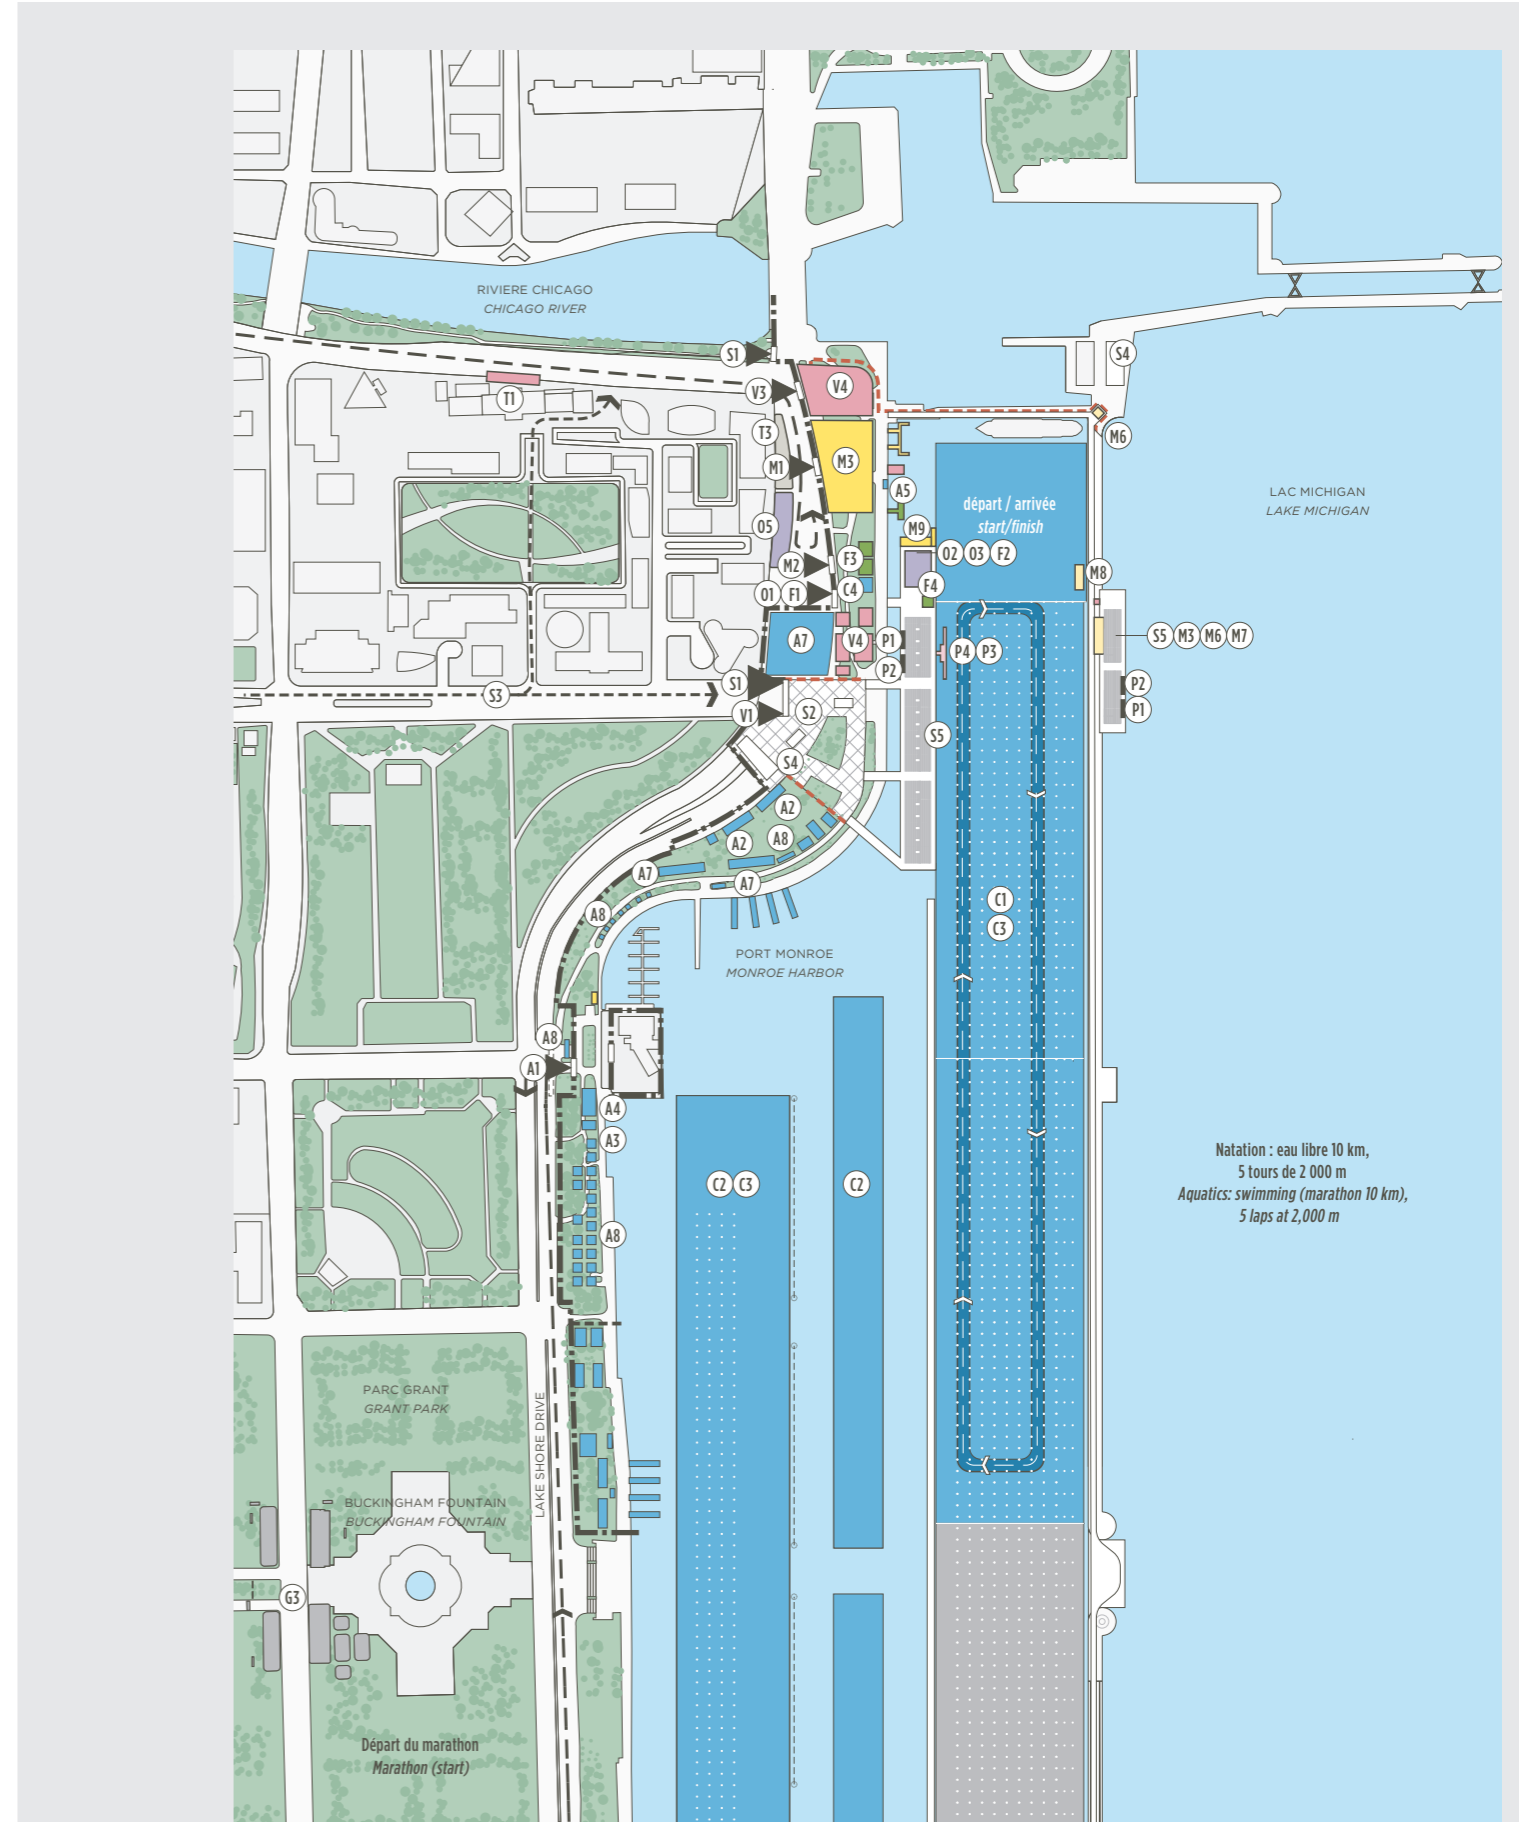 RIVIERE CHICAGO
CHICAGO RIVER
S1
S4
V3
V4
T1
M6
T3
M1
M3
LAC MICHIGAN
LAKE MICHIGAN
A5
départ / arrivée
start/finish
O5
M9
O2 O3 F2
M2
F3
M8
O1 F1
C4
F4
A7
V4
P1
P4 P3
S5 M3 M6 M7
P2
S3
S1
P2
V1
S2
P1
S5
S4
A2
A2
A8
A7
A7
A8
C1
C3
PORT MONROE
MONROE HARBOR
A8
A1
A4
A3
Natation : eau libre 10 km,
5 tours de 2 000 m
Aquatics: swimming (marathon 10 km),
5 laps at 2,000 m
C2 C3
C2
A8
PARC GRANT
GRANT PARK
LAKE SHORE DRIVE
BUCKINGHAM FOUNTAIN
BUCKINGHAM FOUNTAIN
G3
Départ du marathon
Marathon (start)